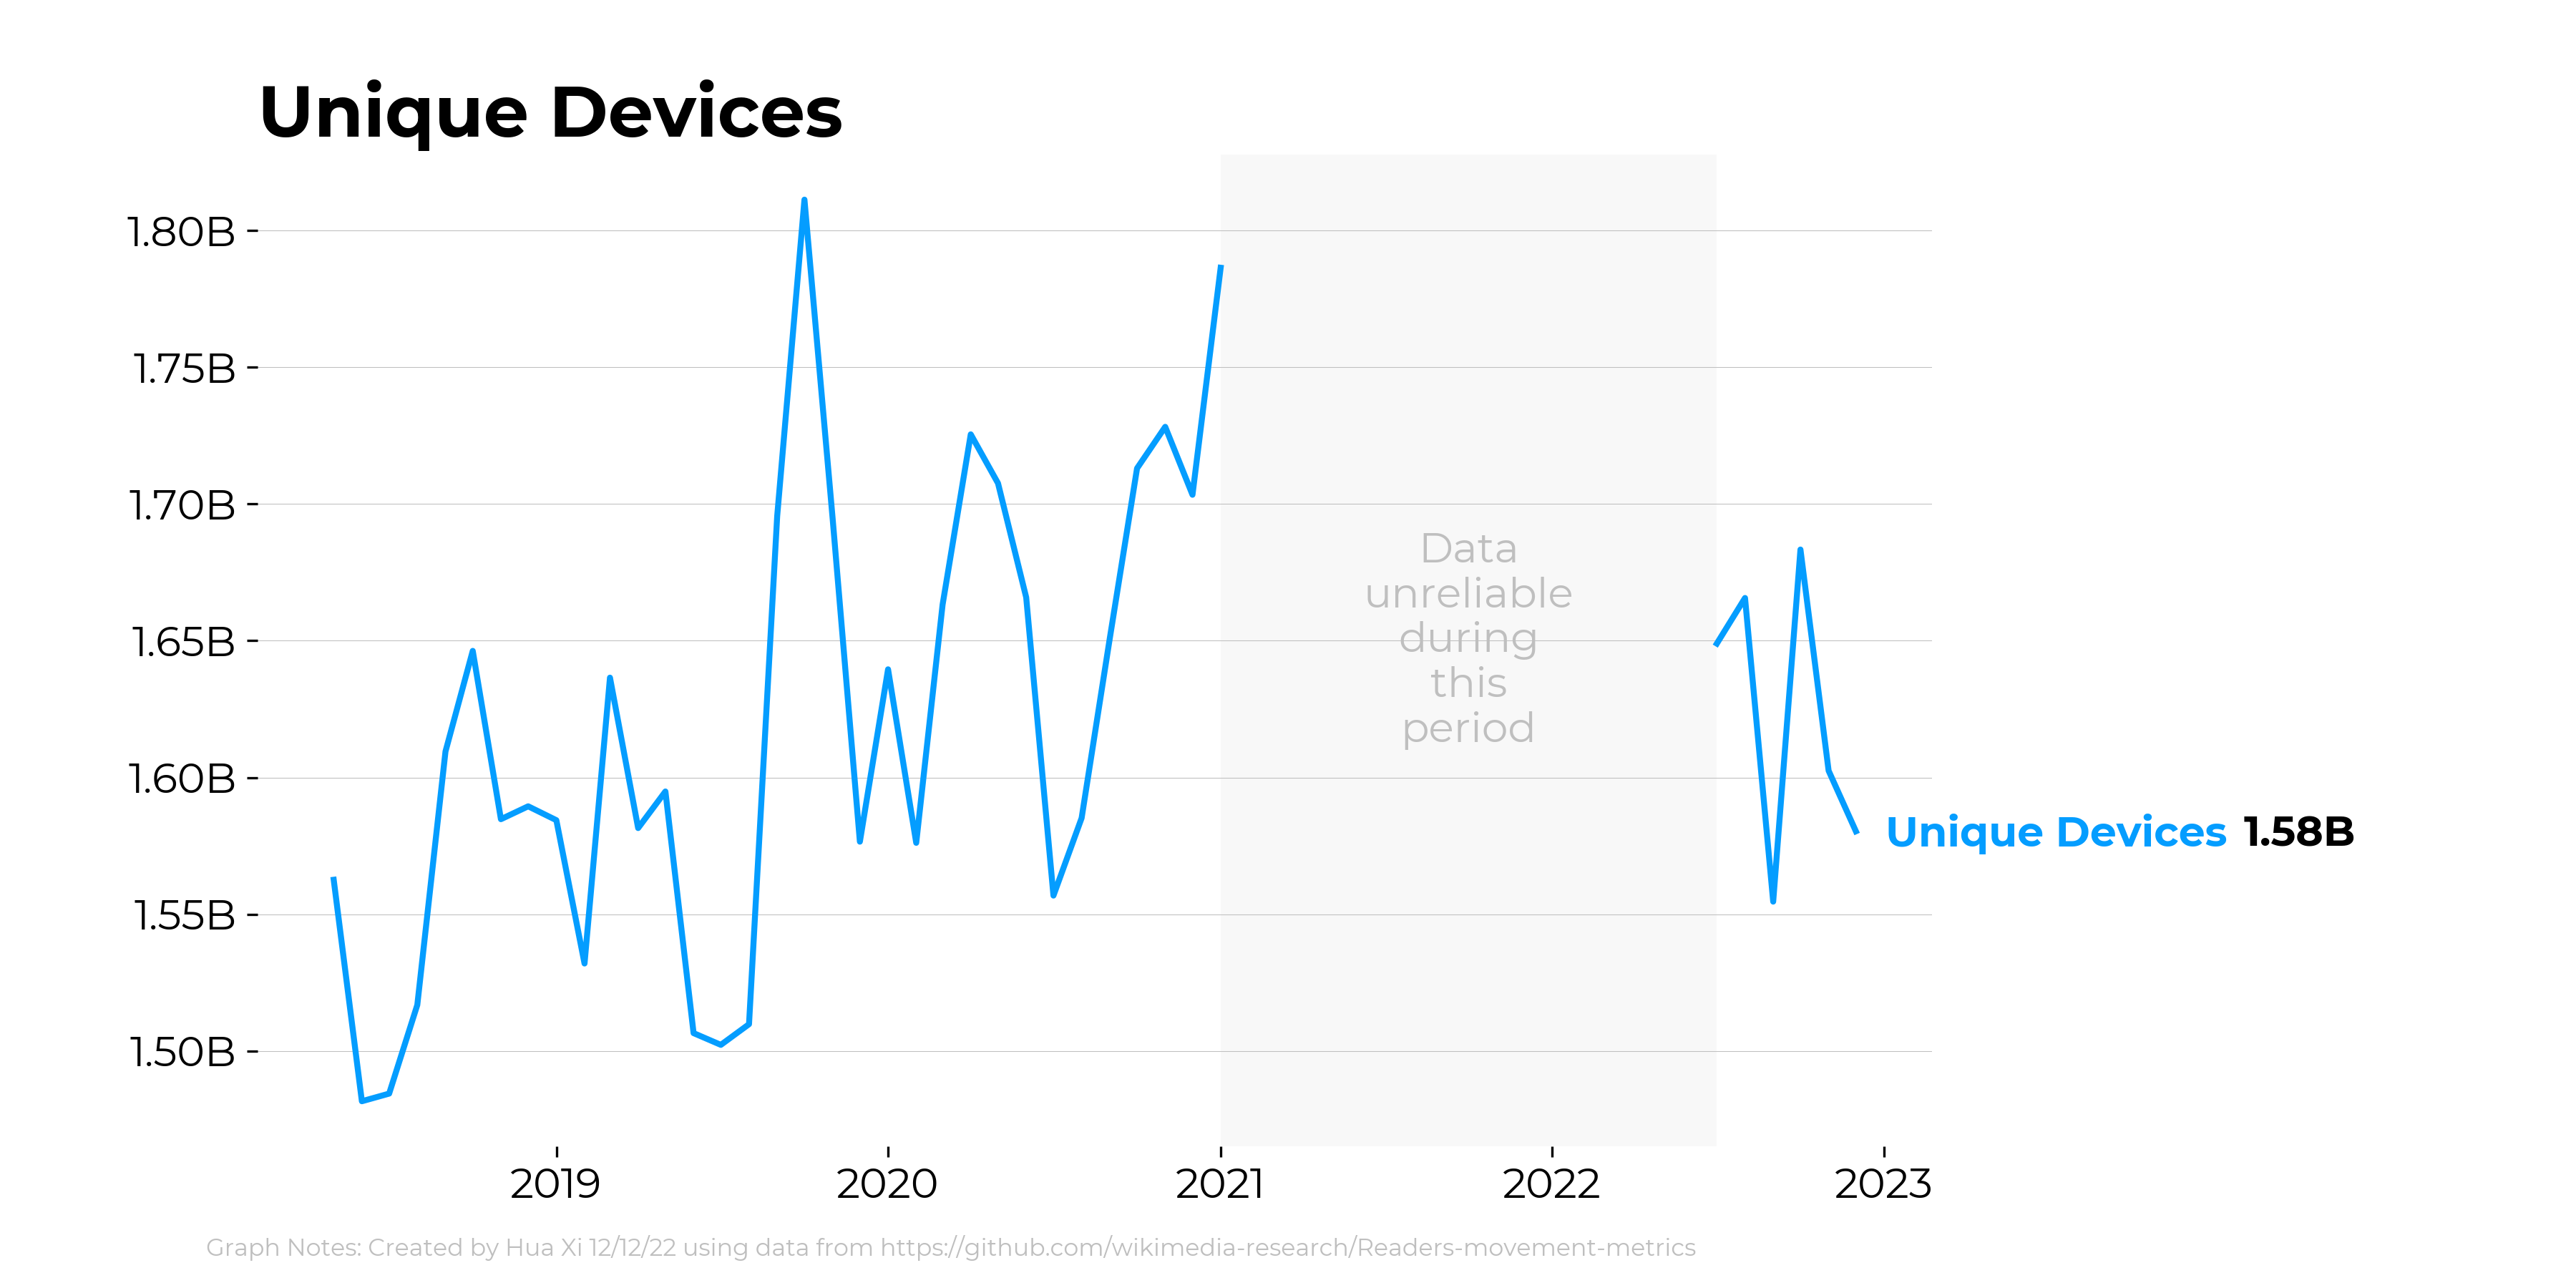 Unique Devices
1.80B
1.75B
1.70B
1.65B
1.60B
1.55B
1.50B
Data
unreliable
during
this
period
Unique Devices 1.58B
2019
2020
2021
2022
2023
Graph Notes: Created by Hua Xi 12/12/22 using data from https://github.com/wikimedia-research/Readers-movement-metrics